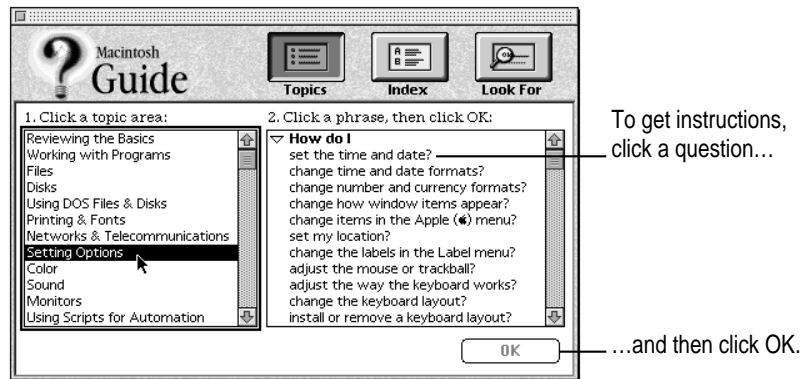 Macintosh
Guide
Topics
Index
Look For
1. Click a topic area:
Reviewing the Basics
Working with Programs
Files
Disks
Using DOS Files & Disks
Printing & Fonts
Networks & Telecommunications
Setting Options
Color
Sound
Monitors
Using Scripts for Automation
2. Click a phrase, then click OK:
How do I
set the time and date?
change time and date formats?
change number and currency formats?
change how window items appear?
change items in the Apple () menu?
set my location?
change the labels in the Label menu?
adjust the mouse or trackball?
adjust the way the keyboard works?
change the keyboard layout?
install or remove a keyboard layout?
OK
To get instructions,
click a question…
…and then click OK.